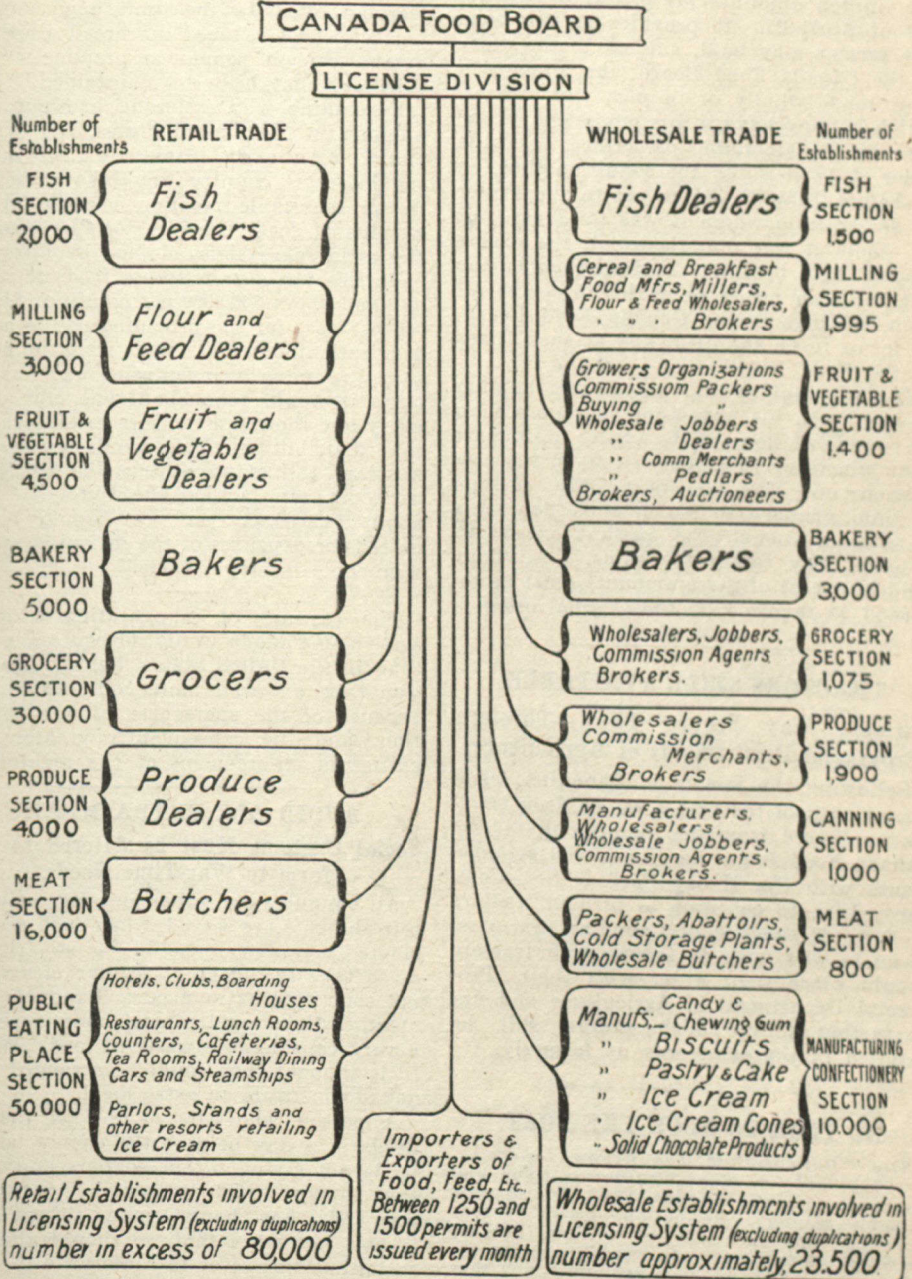 CANADA FOOD BOARD
LICENSE DIVISION
Number of
Establishments
RETAIL TRADE
FISH
SECTION
2,000
Fish
Dealers
MILLING
SECTION
3,000
Flour and
Feed Dealers
FRUIT &
VEGETABLE
SECTION
4,500
Fruit and
Vegetable
Dealers
BAKERY
SECTION
5,000
Bakers
GROCERY
SECTION
30.000
Grocers
PRODUCE
SECTION
4,000
Produce
Dealers
MEAT
SECTION
16,000
Butchers
PUBLIC
EATING
PLACE
SECTION
50.000
Hotels, Clubs, Boarding
Houses
Restaurants, Lunch Rooms,
Counters, Cafeterias,
Tea Rooms, Railway Dining
Cars and Steamships
Parlors, Stands and
other resorts retailing
Ice Cream
WHOLESALE TRADE
Number of
Establishments
Fish Dealers
FISH
SECTION
1,500
Cereal and Breakfast
Food Mfrs, Millers,
Flour & Feed Wholesalers,
" " " Brokers
MILLING
SECTION
1,995
Growers Organizations
Commissiom Packers
Buying "
Wholesale Jobbers
" Dealers
" Comm Merchants
" Pedlars
Brokers, Auctioneers
FRUIT &
VEGETABLE
SECTION
1.400
Bakers
BAKERY
SECTION
3,000
Wholesalers, Jobbers,
Commission Agents
Brokers.
GROCERY
SECTION
1,075
Wholesalers
Commission
Merchants,
Brokers
PRODUCE
SECTION
1,900
Manufacturers,
Wholesalers,
Wholesale Jobbers,
Commission Agents,
Brokers.
CANNING
SECTION
1,000
Packers, Abattoirs,
Cold Storage Plants,
Wholesale Butchers
MEAT
SECTION
800
Candy &
Manufs. Chewing Gum
" Biscuits
" Pastry & Cake
" Ice Cream
" Ice Cream Cones
" Solid Chocolate Products
MANUFACTURING
CONFECTIONERY
SECTION
10.000
Retail Establishments involved in
Licensing System (excluding duplications)
number in excess of 80,000
Importers &
Exporters of
Food, Feed, Etc.
Between 1250 and
1500 permits are
issued every month
Wholesale Establishments involved in
Licensing System (excluding duplications)
number approximately, 23.500